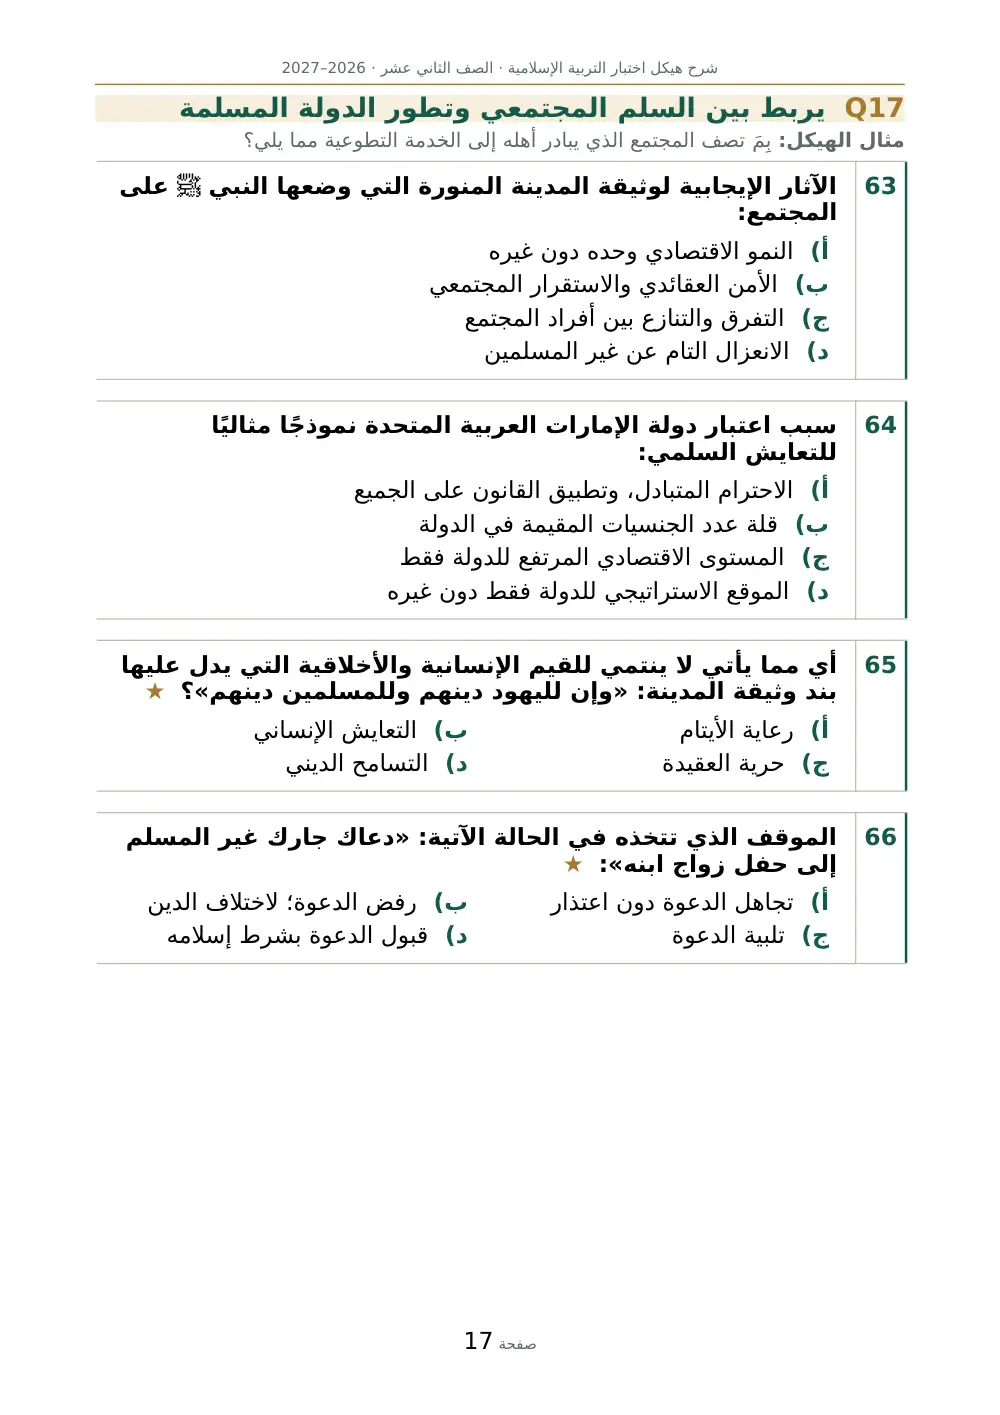 شرح هيكل اختبار التربية الإسلامية · الصف الثاني عشر · 2026–2027
Q17 يربط بين السلم المجتمعي وتطور الدولة المسلمة
مثال الهيكل: بِمَ تصف المجتمع الذي يبادر أهله إلى الخدمة التطوعية مما يلي؟
63 الآثار الإيجابية لوثيقة المدينة المنورة التي وضعها النبي ﷺ على
المجتمع:
أ) النمو الاقتصادي وحده دون غيره
ب) الأمن العقائدي والاستقرار المجتمعي
ج) التفرق والتنازع بين أفراد المجتمع
د) الانعزال التام عن غير المسلمين
64 سبب اعتبار دولة الإمارات العربية المتحدة نموذجًا مثاليًا
للتعايش السلمي:
أ) الاحترام المتبادل، وتطبيق القانون على الجميع
ب) قلة عدد الجنسيات المقيمة في الدولة
ج) المستوى الاقتصادي المرتفع للدولة فقط
د) الموقع الاستراتيجي للدولة فقط دون غيره
65 أي مما يأتي لا ينتمي للقيم الإنسانية والأخلاقية التي يدل عليها
بند وثيقة المدينة: «وإن لليهود دينهم وللمسلمين دينهم»؟ ★
أ) رعاية الأيتام ب) التعايش الإنساني
ج) حرية العقيدة د) التسامح الديني
66 الموقف الذي تتخذه في الحالة الآتية: «دعاك جارك غير المسلم
إلى حفل زواج ابنه»: ★
أ) تجاهل الدعوة دون اعتذار ب) رفض الدعوة؛ لاختلاف الدين
ج) تلبية الدعوة د) قبول الدعوة بشرط إسلامه
صفحة 17